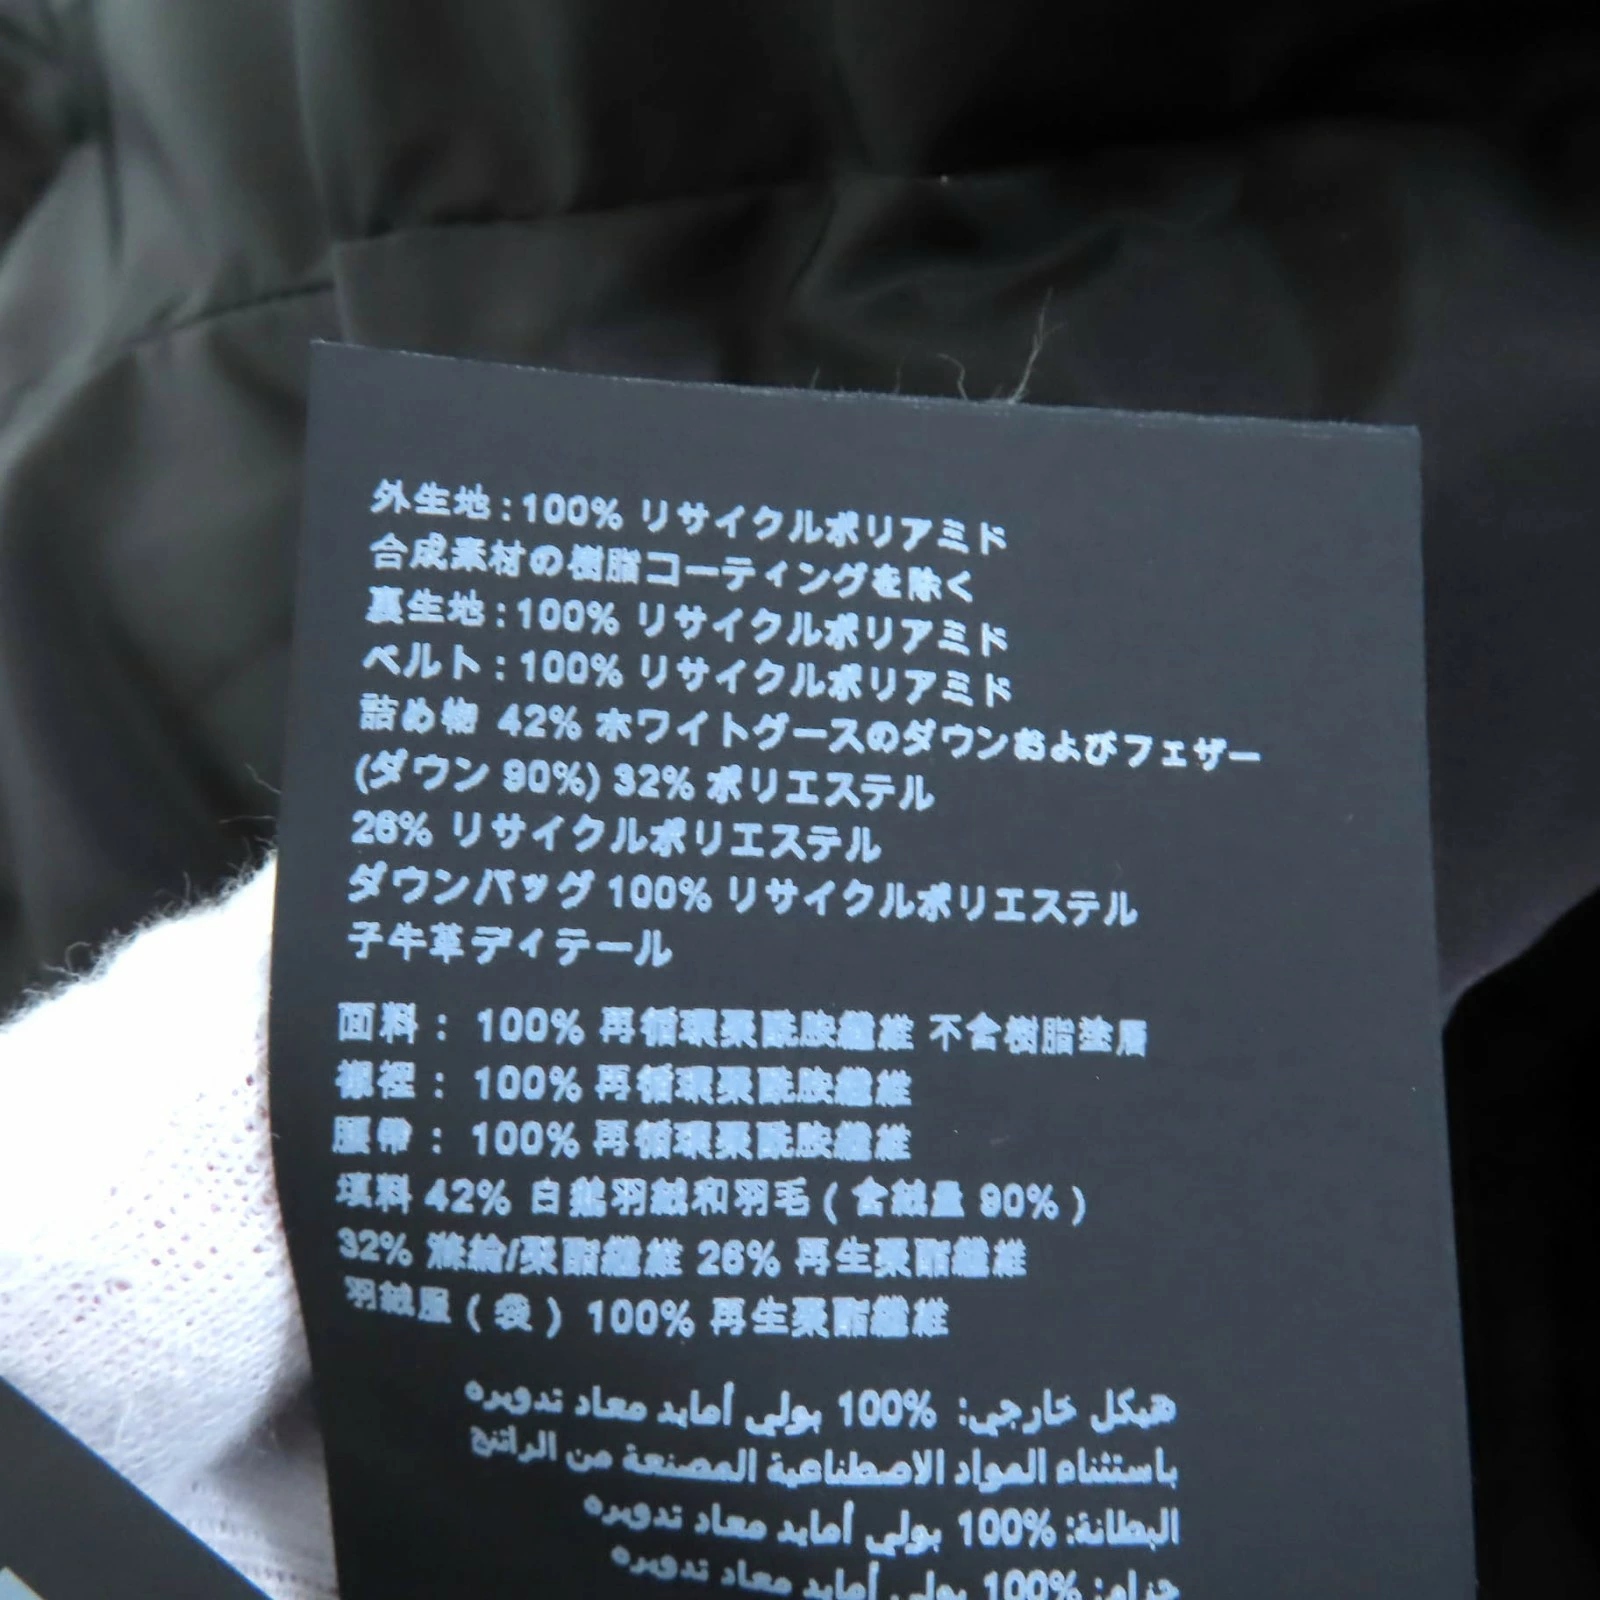 外生地:100% リサイクルポリアミド
合成素材の樹脂コーティングを除く
裏生地:100% リサイクルポリアミド
ベルト:100% リサイクルポリアミド
詰め物 42% ホワイトグースのダウンおよびフェザー
(ダウン 90%) 32% ポリエステル
26% リサイクルポリエステル
ダウンバッグ 100% リサイクルポリエステル
子牛革ディテール
面料: 100% 再循環聚酰胺纖維 不含樹脂塗層
襯裡: 100% 再循環聚酰胺纖維
腰帶: 100% 再循環聚酰胺纖維
填料 42% 白鵝羽絨和羽毛 ( 含絨量 90% )
32% 滌綸/聚酯纖維 26% 再生聚酯纖維
羽絨服 ( 袋 ) 100% 再生聚酯纖維
هيكل خارجي: 100% بولي أمايد معاد تدويره
باستثناء المواد الاصطناعية المصنعة من الراتنج
البطانة: 100% بولي أمايد معاد تدويره
حزام: 100% بولي أمايد معاد تدويره